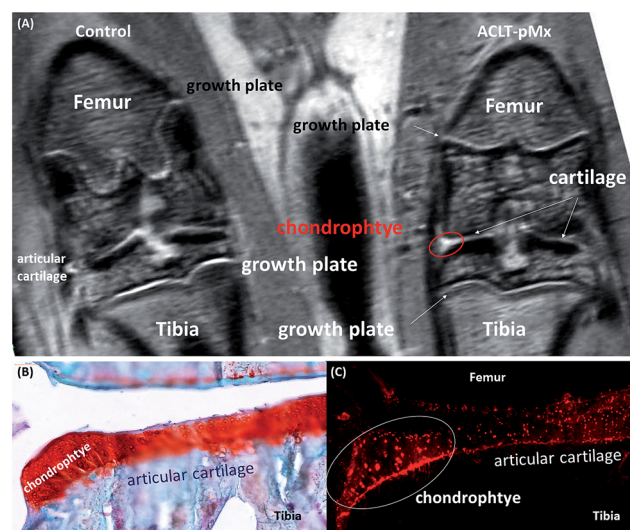 (A)
Control
ACLT-pMx
Femur
growth plate
Femur
growth plate
cartilage
chondrophtye
articular
cartilage
growth plate
Tibia
growth plate
Tibia
(B)
chondrophtye
articular cartilage
Tibia
(C)
Femur
articular cartilage
chondrophtye
Tibia